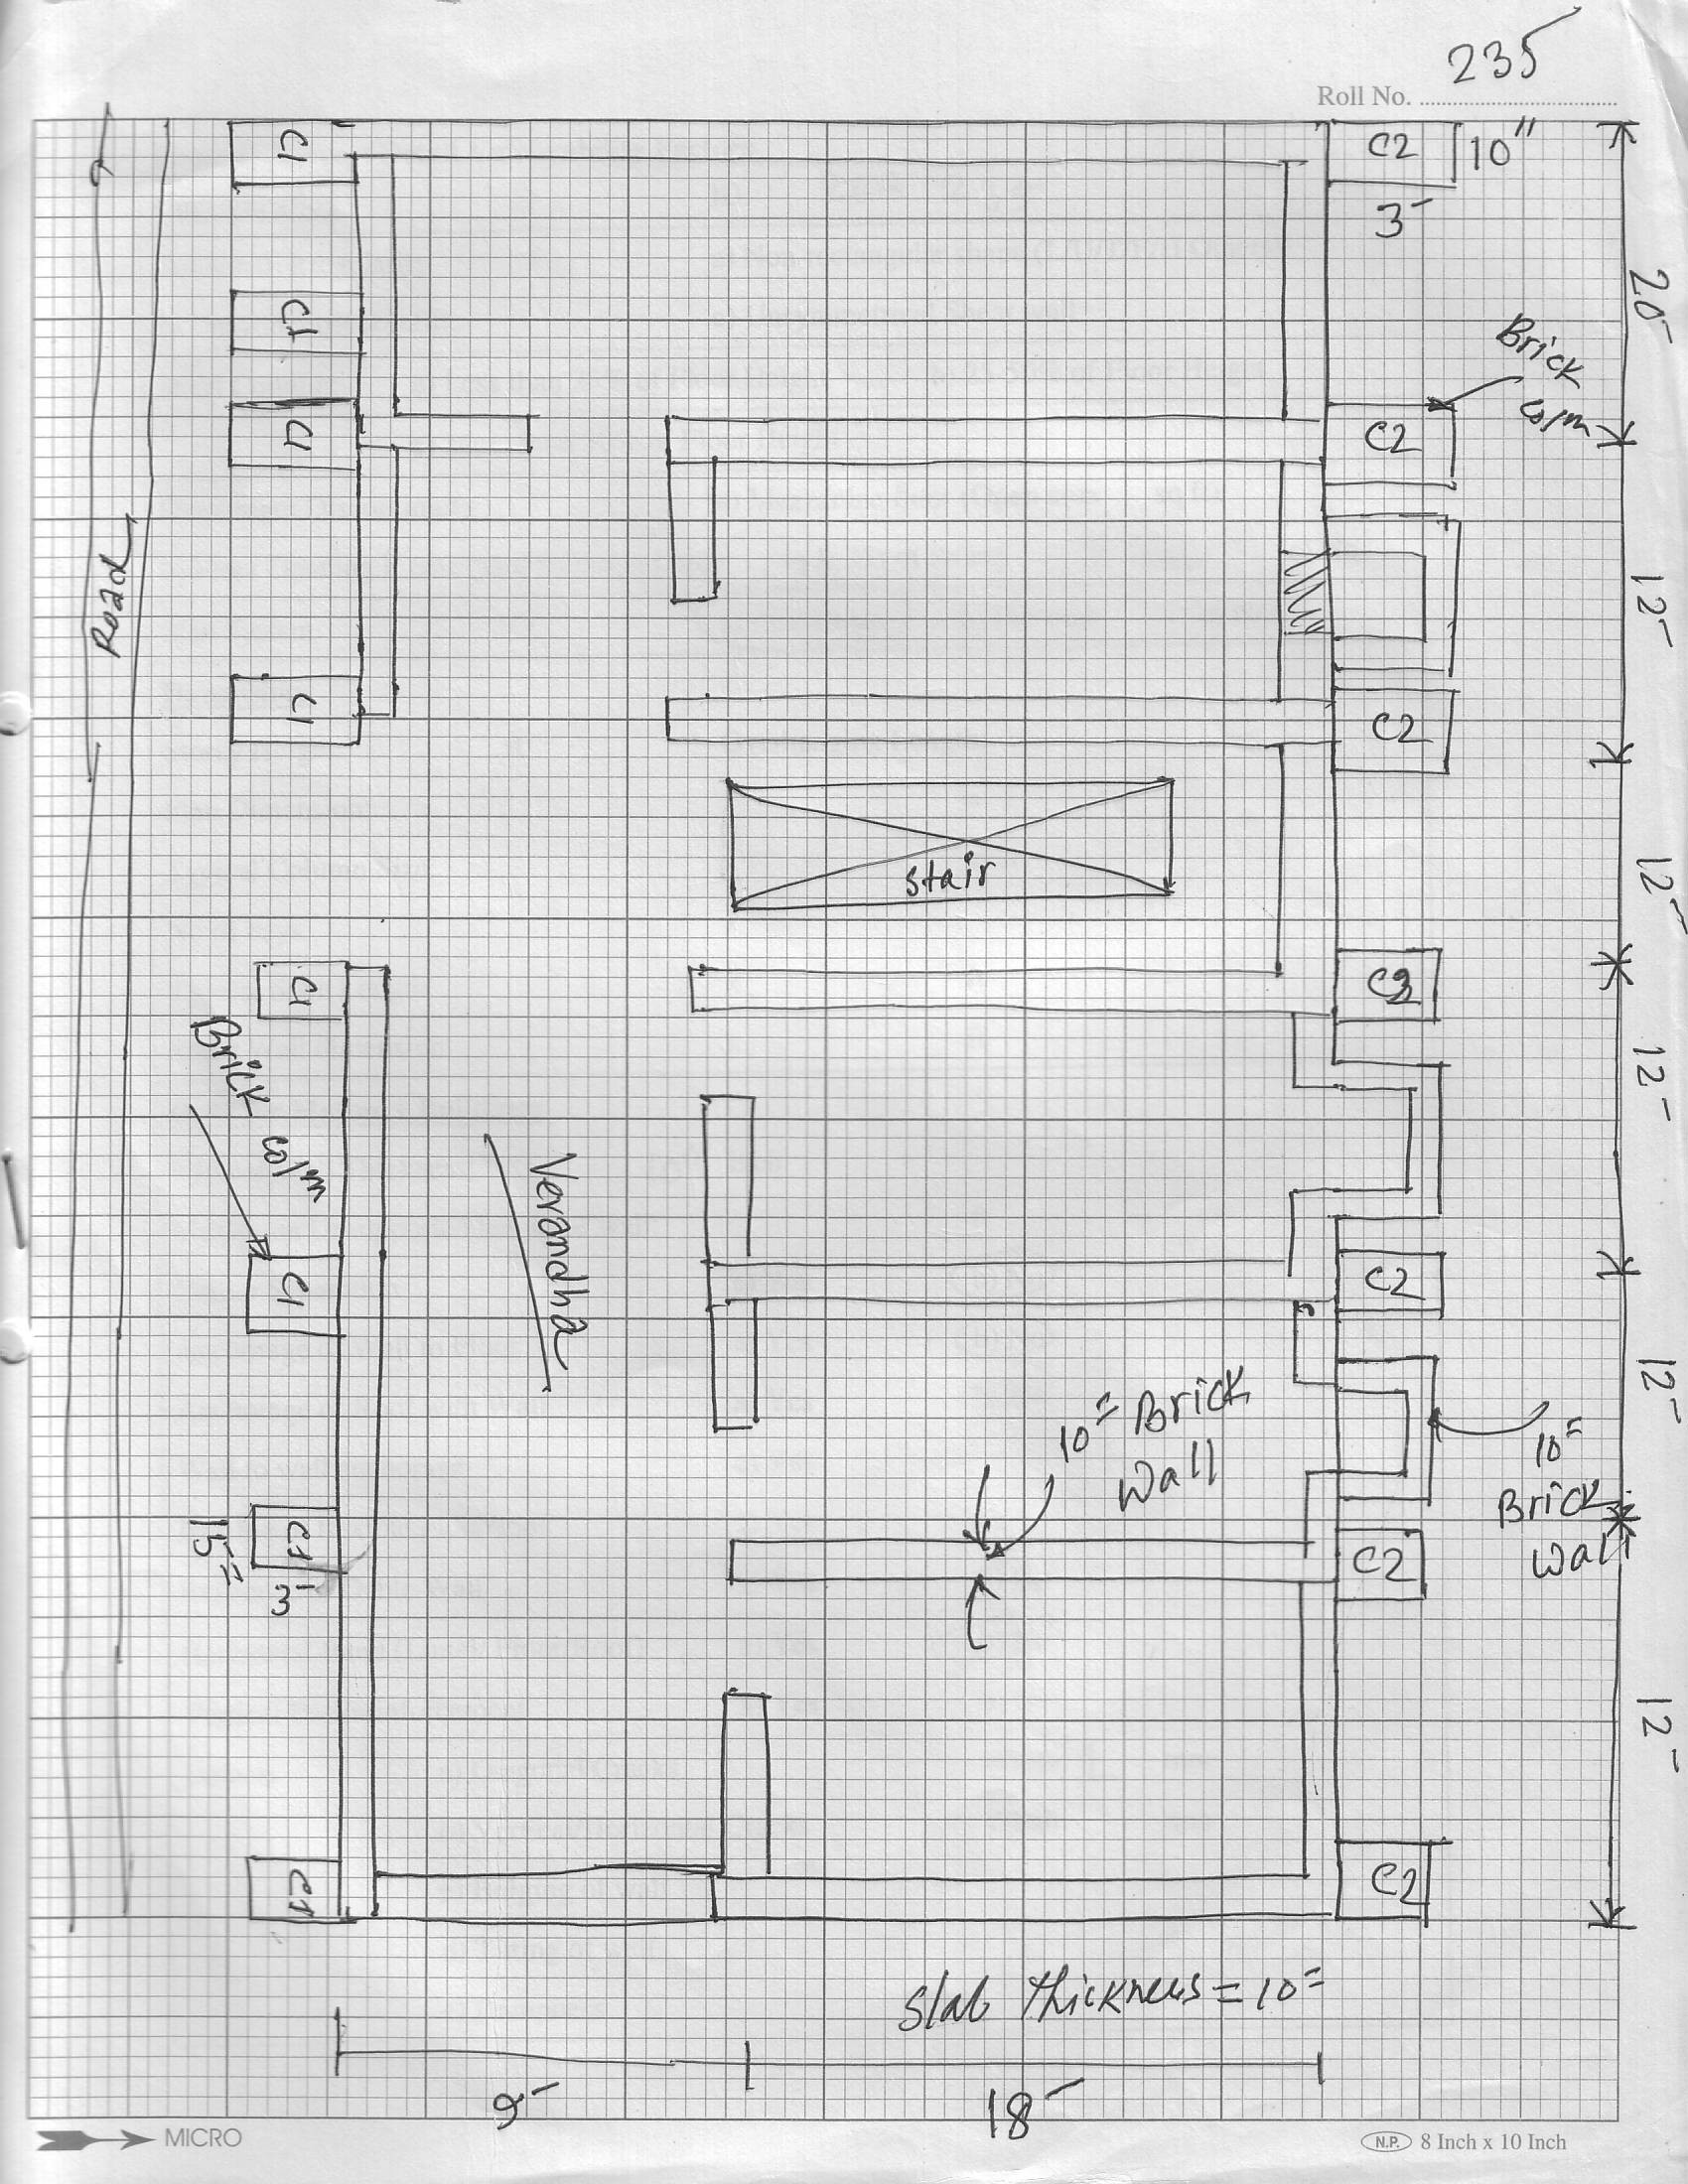 235
Roll No.
C1
C2
10"
3'
20'
C1
Brick
colm
C1
C2
Road
12'
C1
C2
stair
12'
C1
C3
Brick
colm
12'
Verandha
C1
C2
12'
10" Brick
Wall
10"
Brick
Wall
C1
15"
3'
C2
12'
C1
C2
Slab thickness = 10"
9'
18'
MICRO
N.P. 8 Inch x 10 Inch